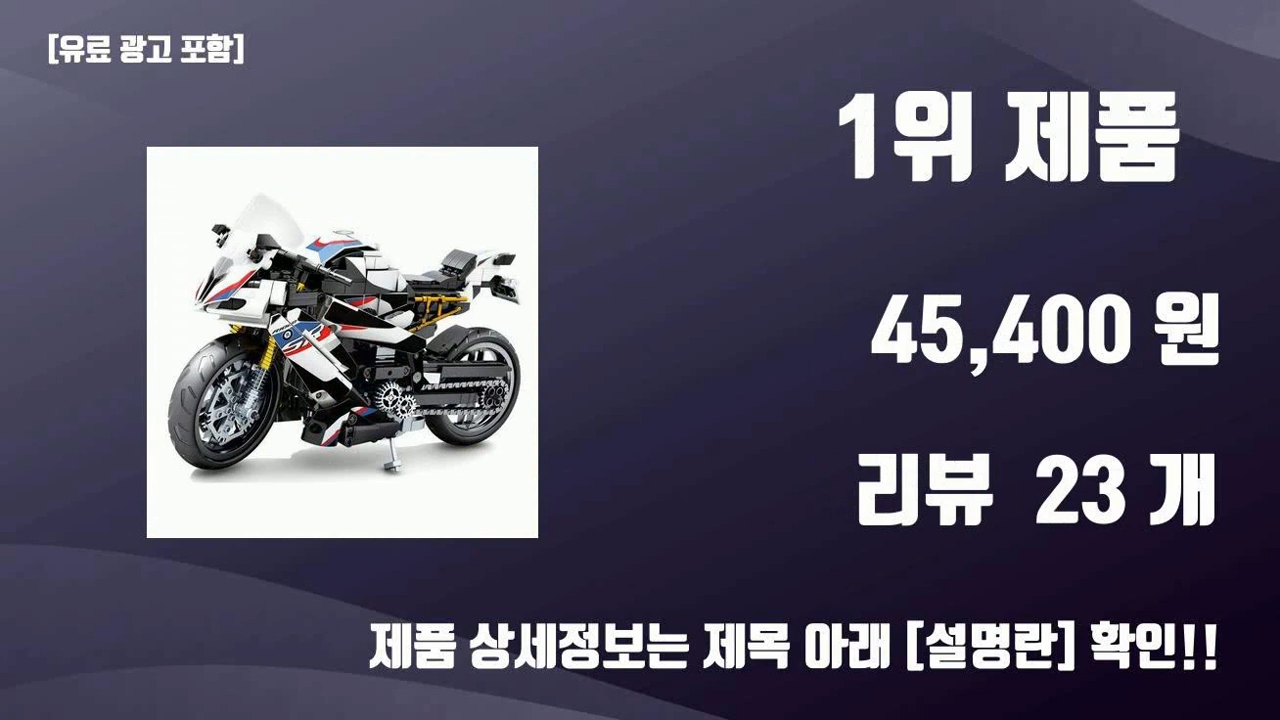 [유료 광고 포함]
1위 제품
45,400 원
리뷰 23 개
제품 상세정보는 제목 아래 [설명란] 확인!!